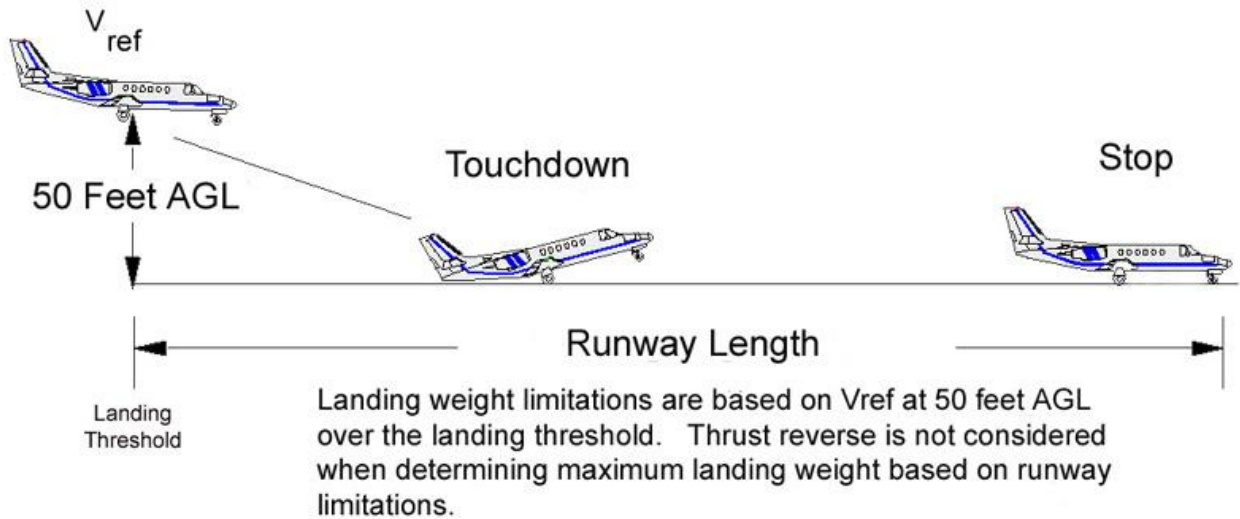 V
ref
50 Feet AGL
Touchdown
Stop
Runway Length
Landing
Threshold
Landing weight limitations are based on Vref at 50 feet AGL
over the landing threshold.   Thrust reverse is not considered
when determining maximum landing weight based on runway
limitations.